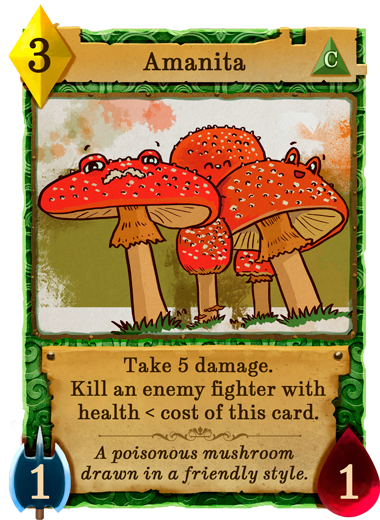 3
Amanita
C
Take 5 damage.
Kill an enemy fighter with
health < cost of this card.
A poisonous mushroom
drawn in a friendly style.
1
1